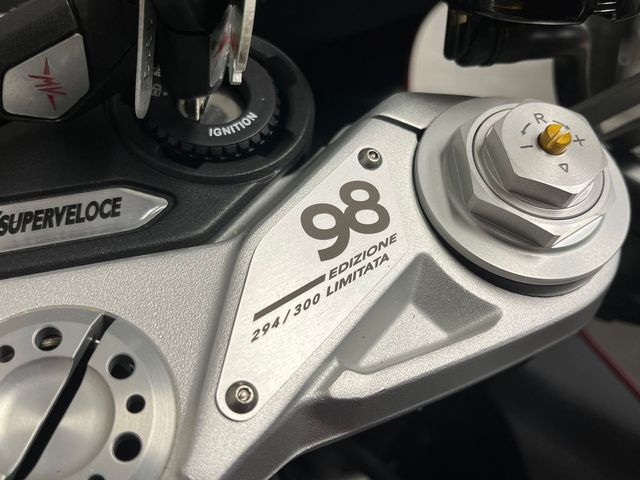 IGNITION
SUPERVELOCE
98
EDIZIONE
294/300 LIMITATA
- R +